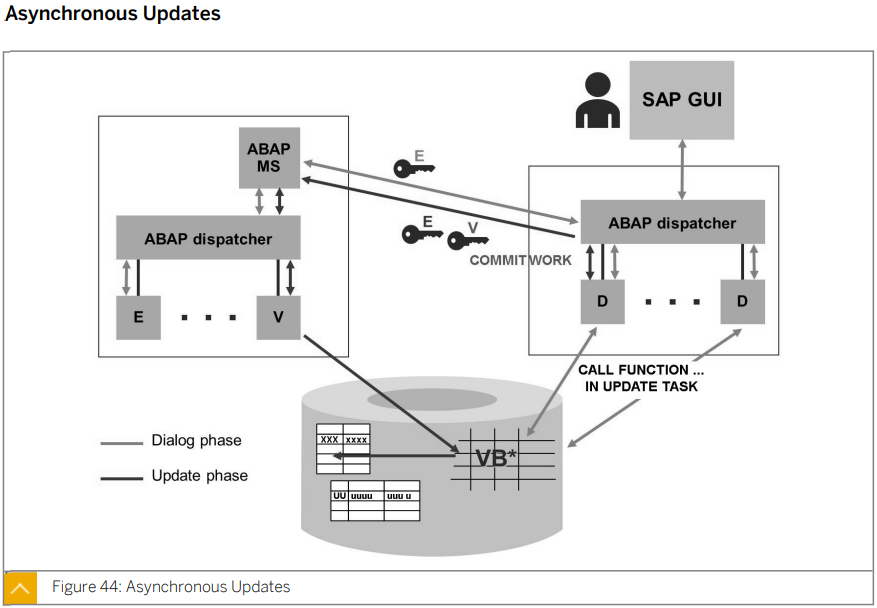 Asynchronous Updates
SAP GUI
ABAP
MS
E
E
V
COMMIT WORK
ABAP dispatcher
ABAP dispatcher
E
V
D
D
CALL FUNCTION ...
IN UPDATE TASK
XXX xxxx
VB*
UU uuuu uuu u
Dialog phase
Update phase
Figure 44: Asynchronous Updates